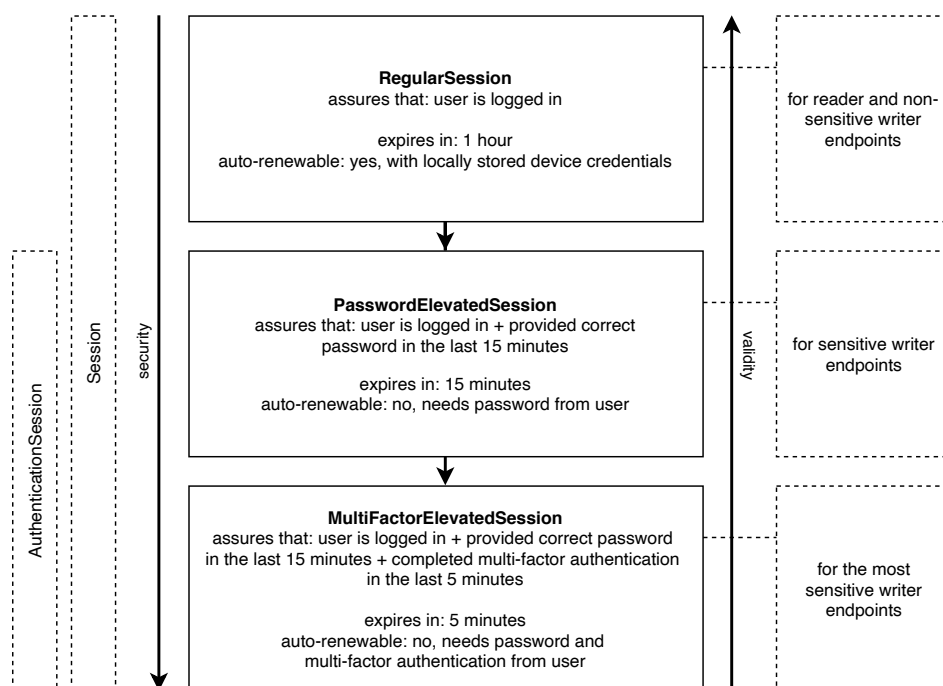 RegularSession
assures that: user is logged in
expires in: 1 hour
auto-renewable: yes, with locally stored device credentials
for reader and non-
sensitive writer
endpoints
AuthenticationSession
Session
security
PasswordElevatedSession
assures that: user is logged in + provided correct
password in the last 15 minutes
expires in: 15 minutes
auto-renewable: no, needs password from user
validity
for sensitive writer
endpoints
MultiFactorElevatedSession
assures that: user is logged in + provided correct password
in the last 15 minutes + completed multi-factor authentication
in the last 5 minutes
expires in: 5 minutes
auto-renewable: no, needs password and
multi-factor authentication from user
for the most
sensitive writer
endpoints